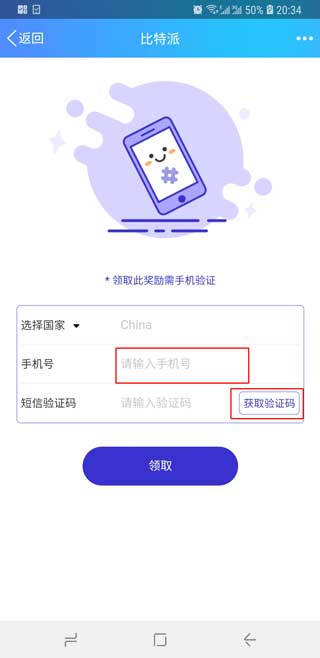 50% 20:34
返回 比特派
* 领取此奖励需手机验证
选择国家 China
手机号 请输入手机号
短信验证码 请输入验证码 获取验证码
领取